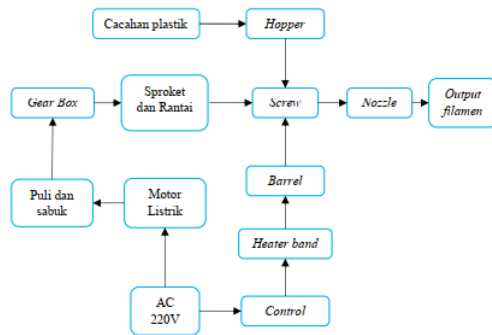 Cacahan plastik
Hopper
Gear Box
Sproket
dan Rantai
Screw
Nozzle
Output
filamen
Puli dan
sabuk
Motor
Listrik
Barrel
Heater band
AC
220V
Control